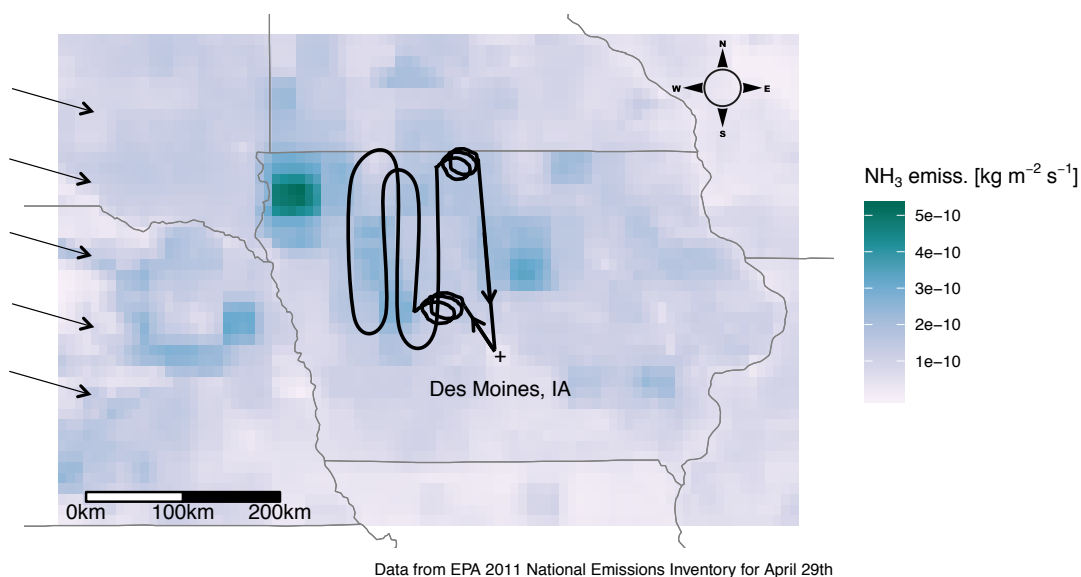 N
W
E
S
NH₃ emiss. [kg m⁻² s⁻¹]
5e−10
4e−10
3e−10
2e−10
1e−10
+
Des Moines, IA
0km 100km 200km
Data from EPA 2011 National Emissions Inventory for April 29th